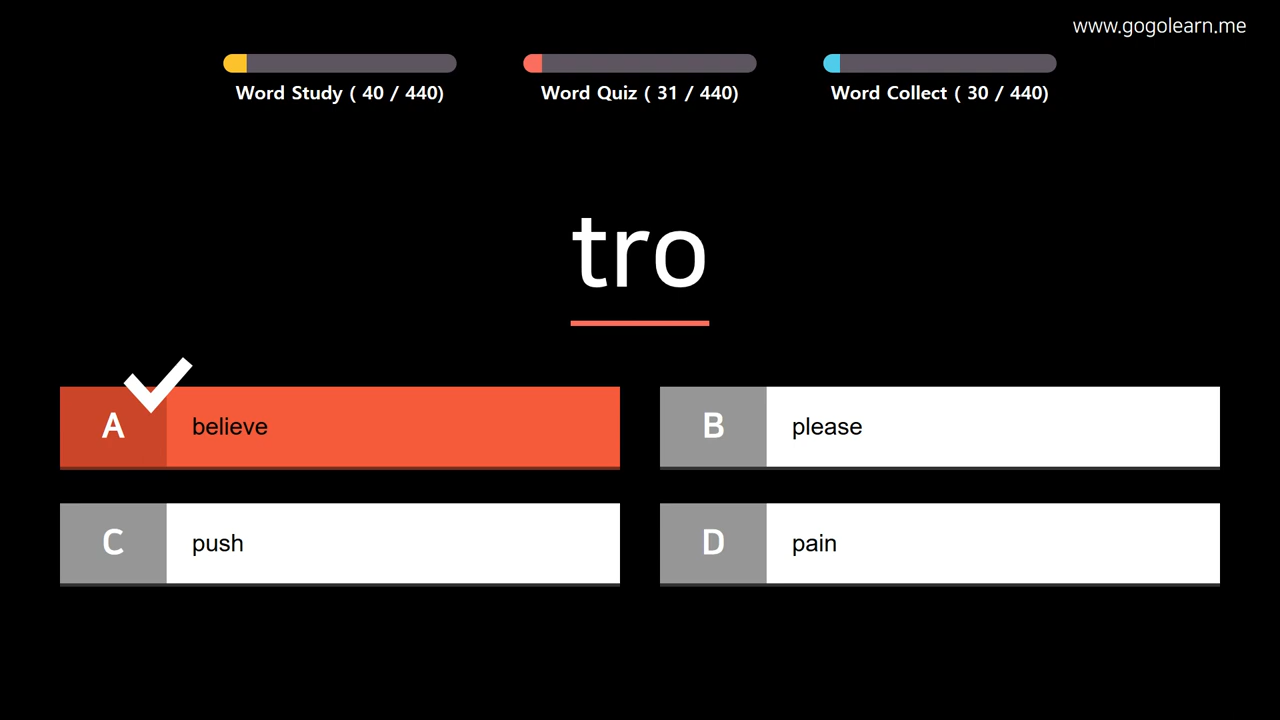 www.gogolearn.me
Word Study ( 40 / 440)
Word Quiz ( 31 / 440)
Word Collect ( 30 / 440)
tro
A believe
B please
C push
D pain